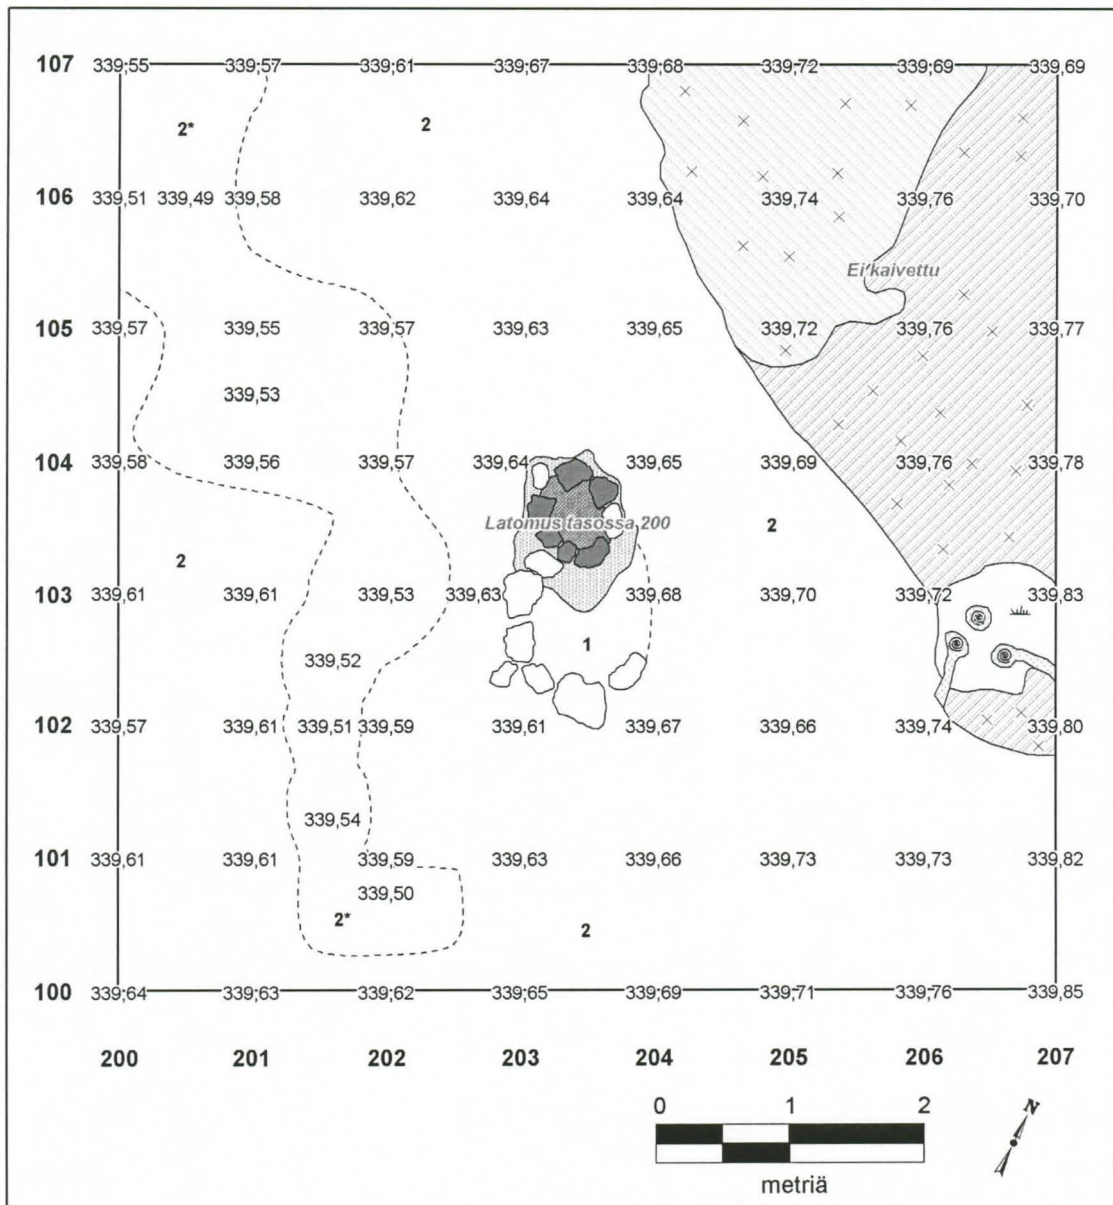 107 339,55 339,57 339,61 339,67 339,68 339,72 339,69 339,69
2* 2
106 339,51 339,49 339,58 339,62 339,64 339,64 339,74 339,76 339,70
Ei kaivettu
105 339,57 339,55 339,57 339,63 339,65 339,72 339,76 339,77
339,53
104 339,58 339,56 339,57 339,64 339,65 339,69 339,76 339,78
Latomus tasossa 200 2
2
103 339,61 339,61 339,53 339,63 339,68 339,70 339,72 339,83
1
339,52
102 339,57 339,61 339,51 339,59 339,61 339,67 339,66 339,74 339,80
339,54
101 339,61 339,61 339,59 339,63 339,66 339,73 339,73 339,82
339,50
2* 2
100 339,64 339,63 339,62 339,65 339,69 339,71 339,76 339,85
200 201 202 203 204 205 206 207
0 1 2
N
metriä